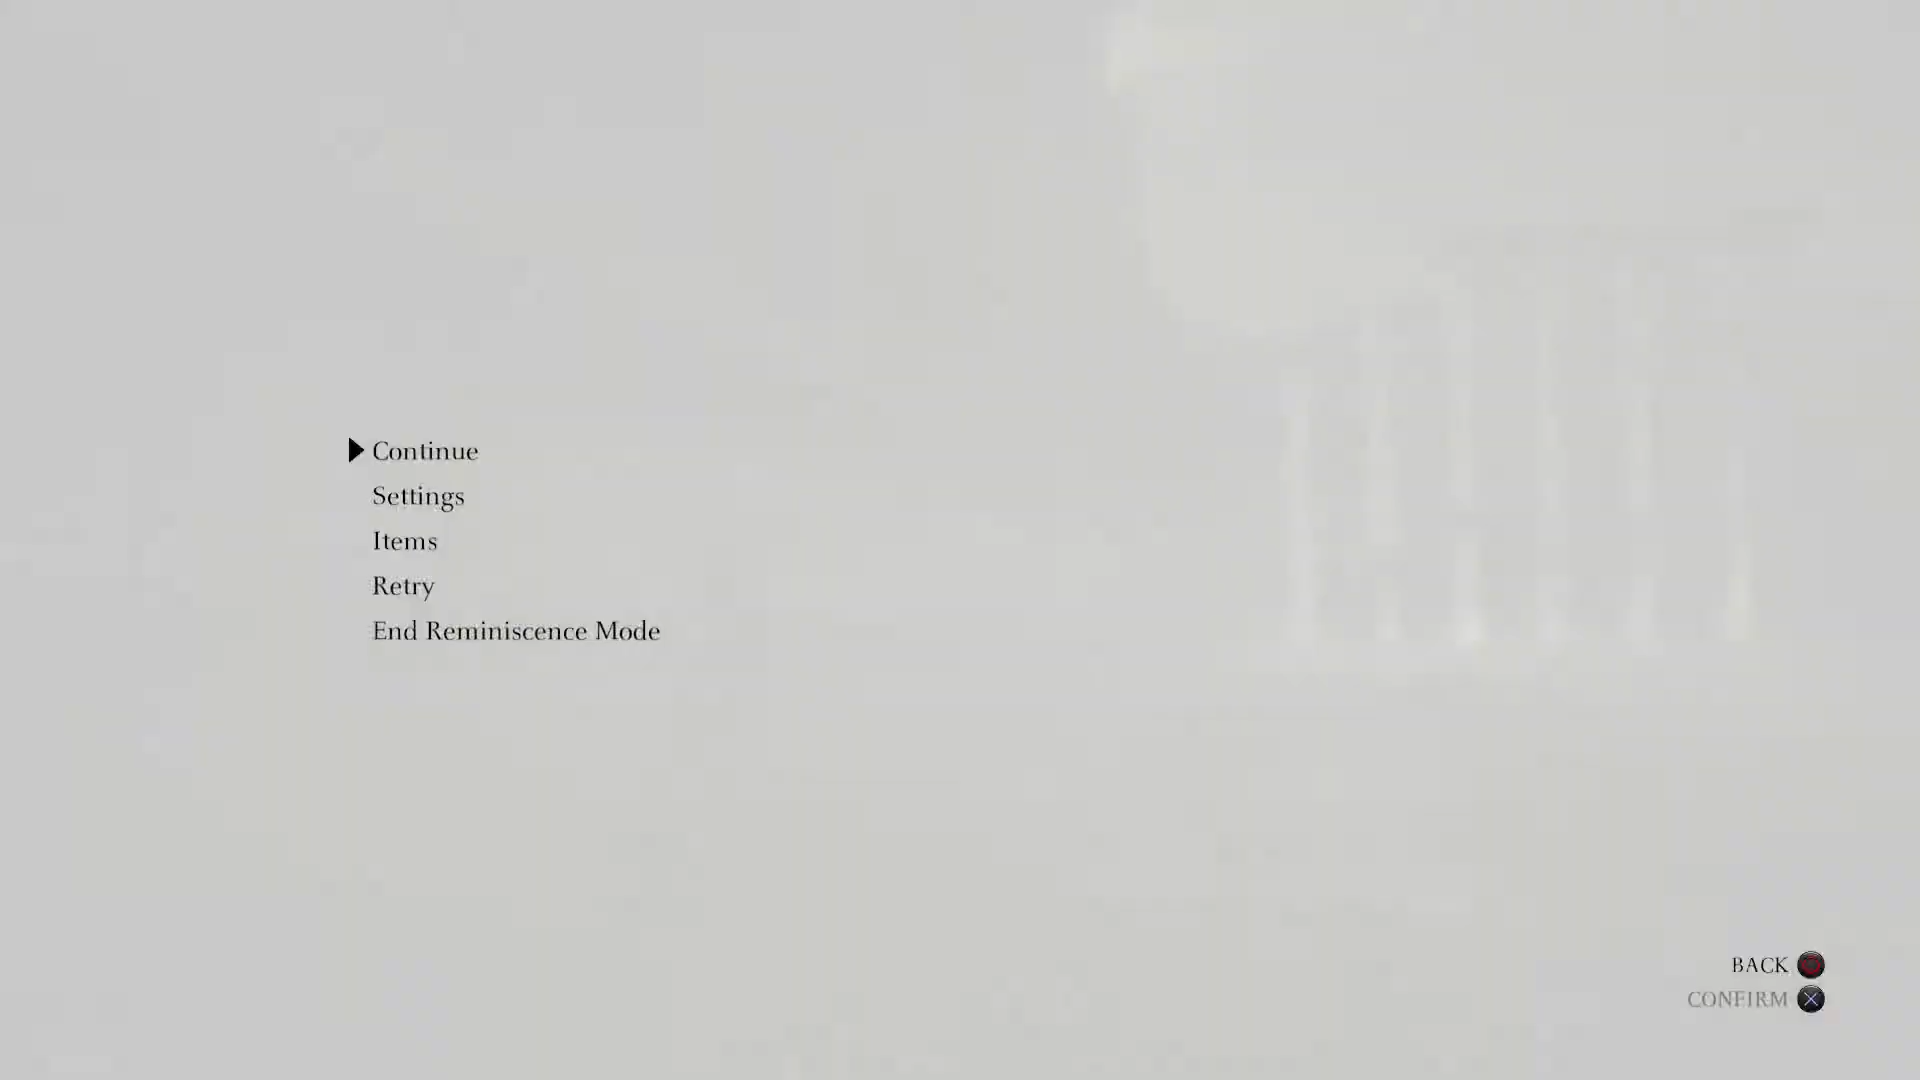 Continue
Settings
Items
Retry
End Reminiscence Mode
BACK
CONFIRM